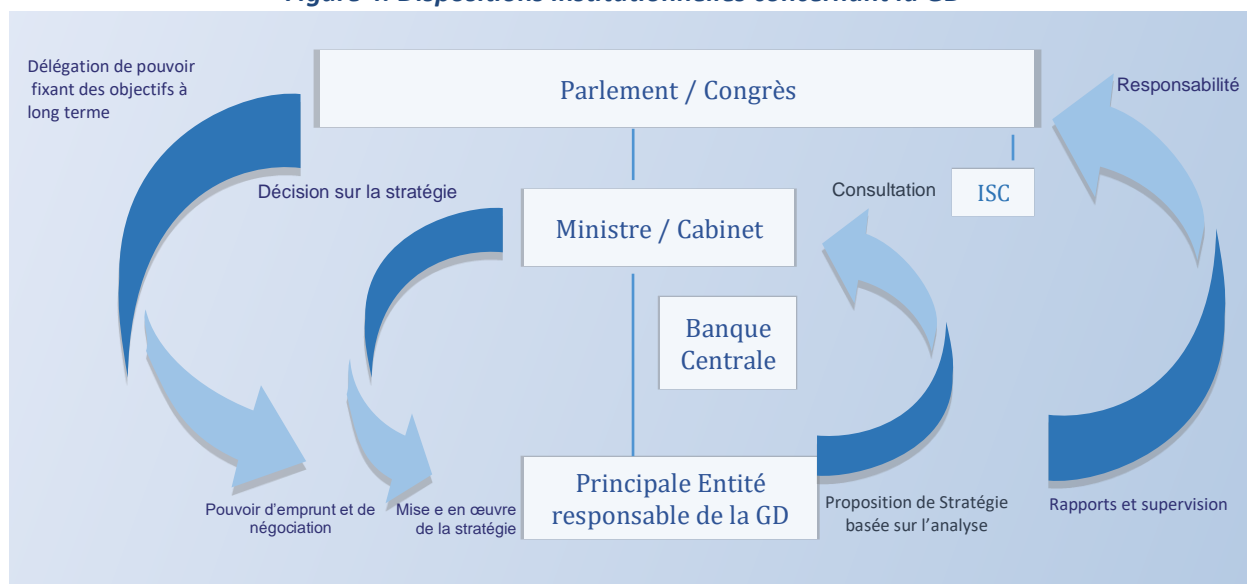 Délégation de pouvoir
fixant des objectifs à
long terme
Parlement / Congrès
Responsabilité
Décision sur la stratégie
Consultation
ISC
Ministre / Cabinet
Banque
Centrale
Principale Entité
responsable de la GD
Pouvoir d'emprunt et de
négociation
Mise e en œuvre
de la stratégie
Proposition de Stratégie
basée sur l'analyse
Rapports et supervision